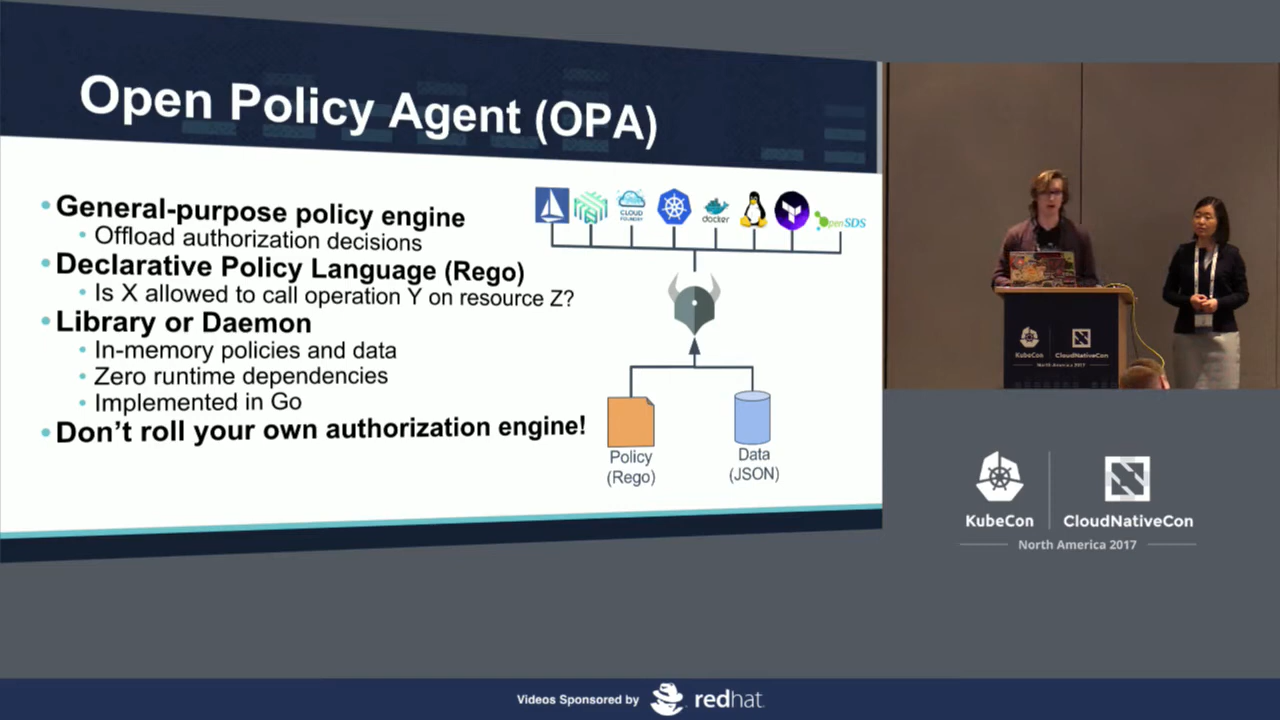 Open Policy Agent (OPA)
General-purpose policy engine
Offload authorization decisions
Declarative Policy Language (Rego)
Is X allowed to call operation Y on resource Z?
Library or Daemon
In-memory policies and data
Zero runtime dependencies
Implemented in Go
Don't roll your own authorization engine!
CLOUD
FOUNDRY
docker
OpenSDS
Policy
(Rego)
Data
(JSON)
KubeCon
CloudNativeCon
North America 2017
KubeCon
CloudNativeCon
North America 2017
Videos Sponsored by
redhat